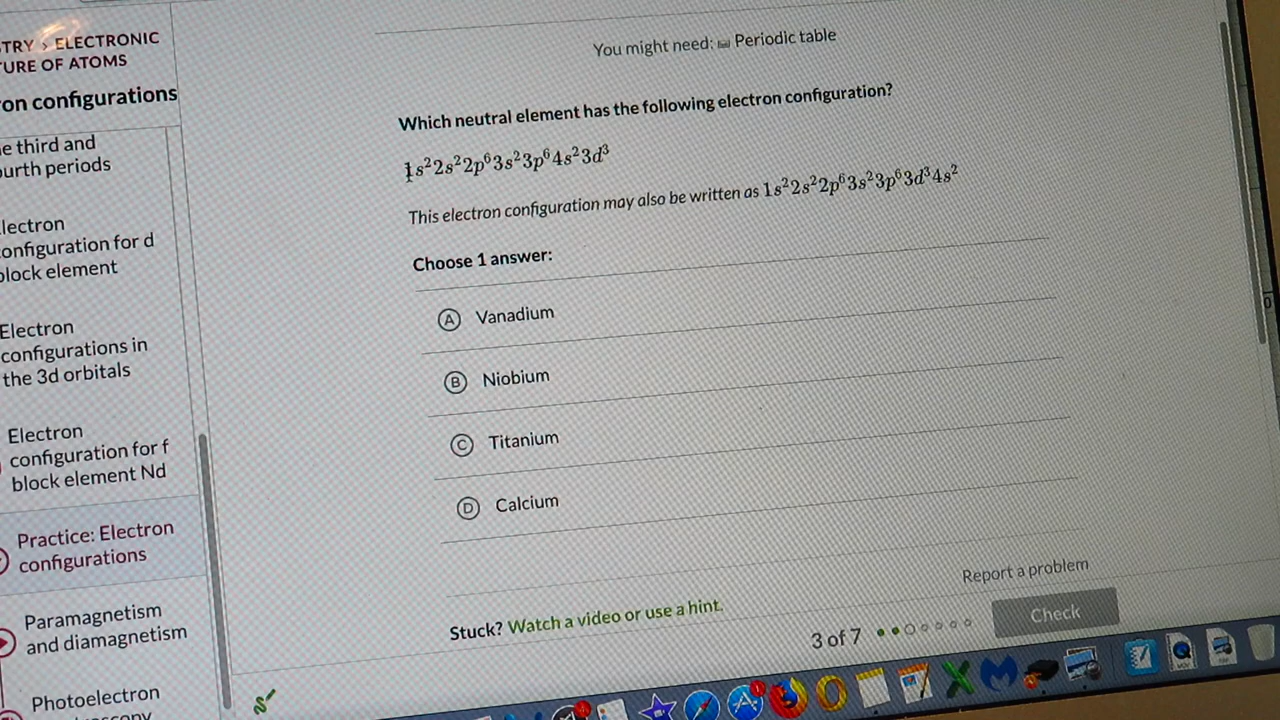 TRY > ELECTRONIC
URE OF ATOMS
on configurations
e third and
urth periods
lectron
onfiguration for d
block element
Electron
configurations in
the 3d orbitals
Electron
configuration for f
block element Nd
Practice: Electron
configurations
Paramagnetism
and diamagnetism
Photoelectron
You might need: Periodic table
Which neutral element has the following electron configuration?
1s²2s²2p⁶3s²3p⁶4s²3d³
This electron configuration may also be written as 1s²2s²2p⁶3s²3p⁶3d³4s²
Choose 1 answer:
A Vanadium
B Niobium
C Titanium
D Calcium
Report a problem
Stuck? Watch a video or use a hint.
3 of 7
Check